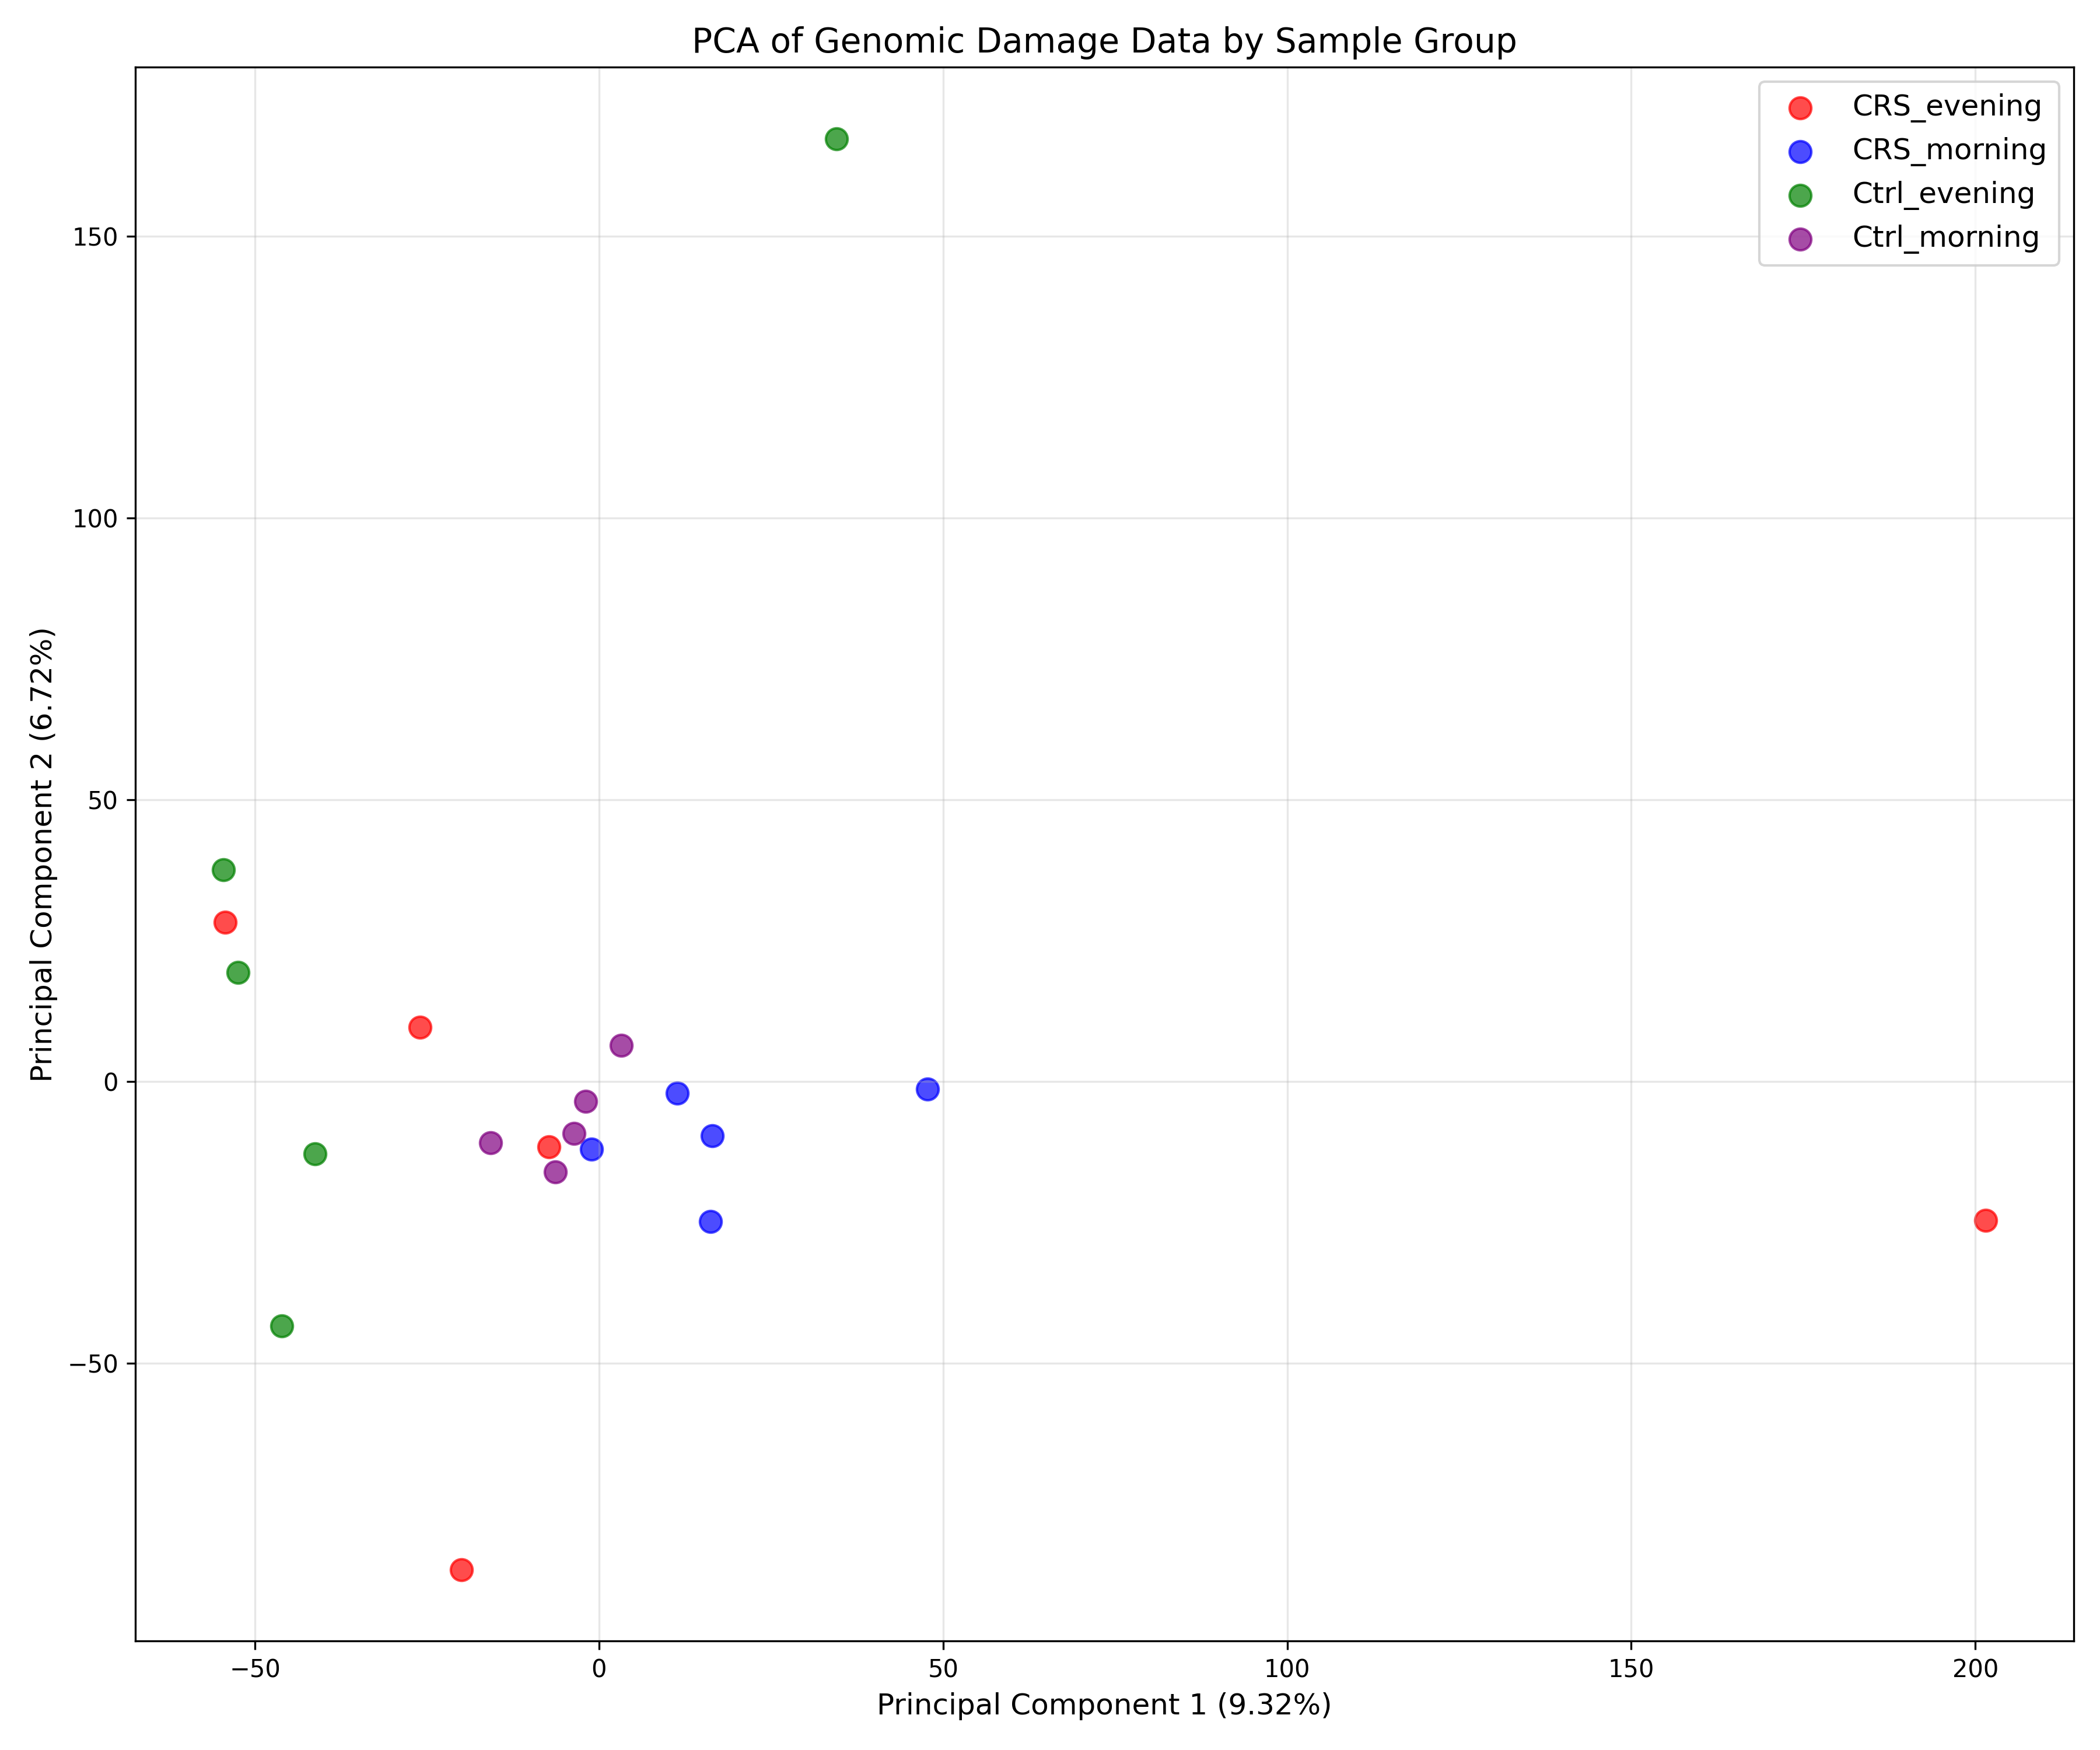 PCA of Genomic Damage Data by Sample Group
CRS_evening
CRS_morning
Ctrl_evening
Ctrl_morning
150
100
50
0
−50
Principal Component 2 (6.72%)
−50
0
50
100
150
200
Principal Component 1 (9.32%)